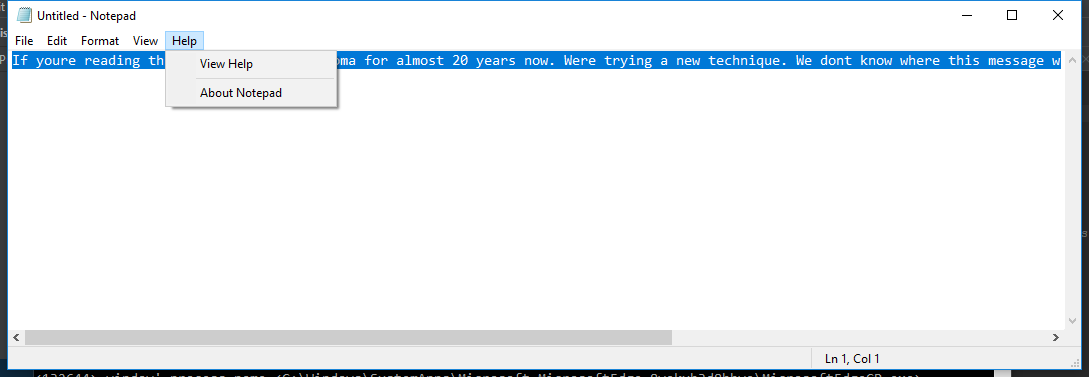 Untitled - Notepad
File Edit Format View Help
If youre reading th oma for almost 20 years now. Were trying a new technique. We dont know where this message w
View Help
About Notepad
Ln 1, Col 1